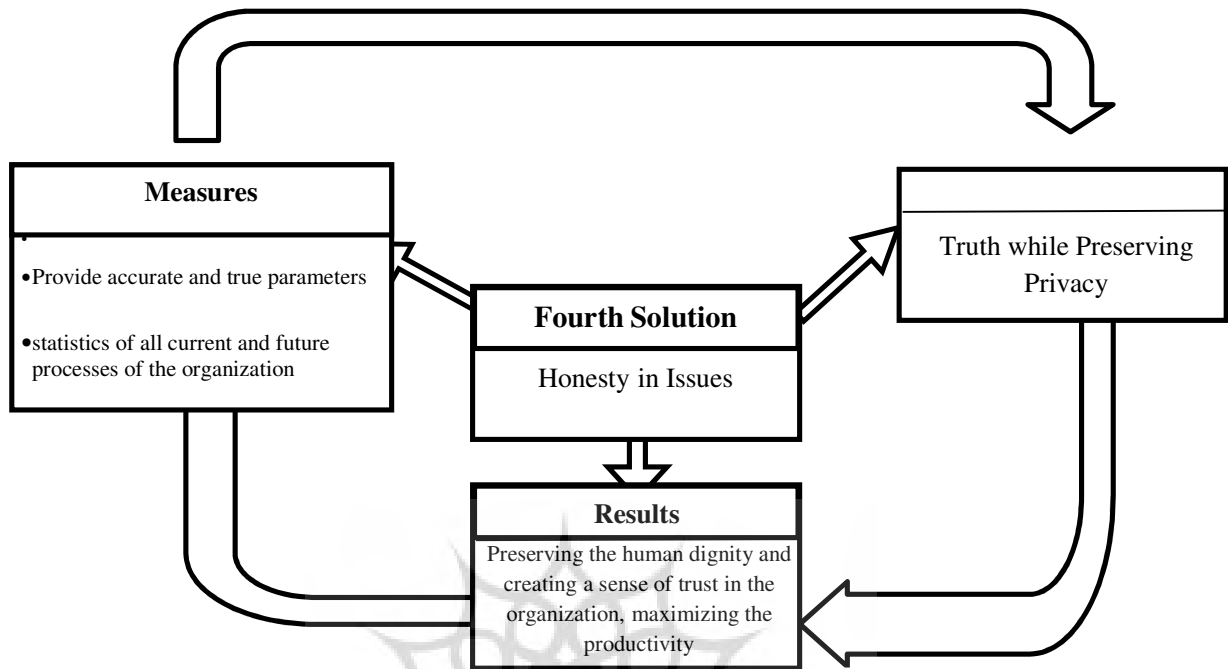 Measures
•
•Provide accurate and true parameters
•statistics of all current and future
processes of the organization
Truth while Preserving
Privacy
Fourth Solution
Honesty in Issues
Results
Preserving the human dignity and
creating a sense of trust in the
organization, maximizing the
productivity